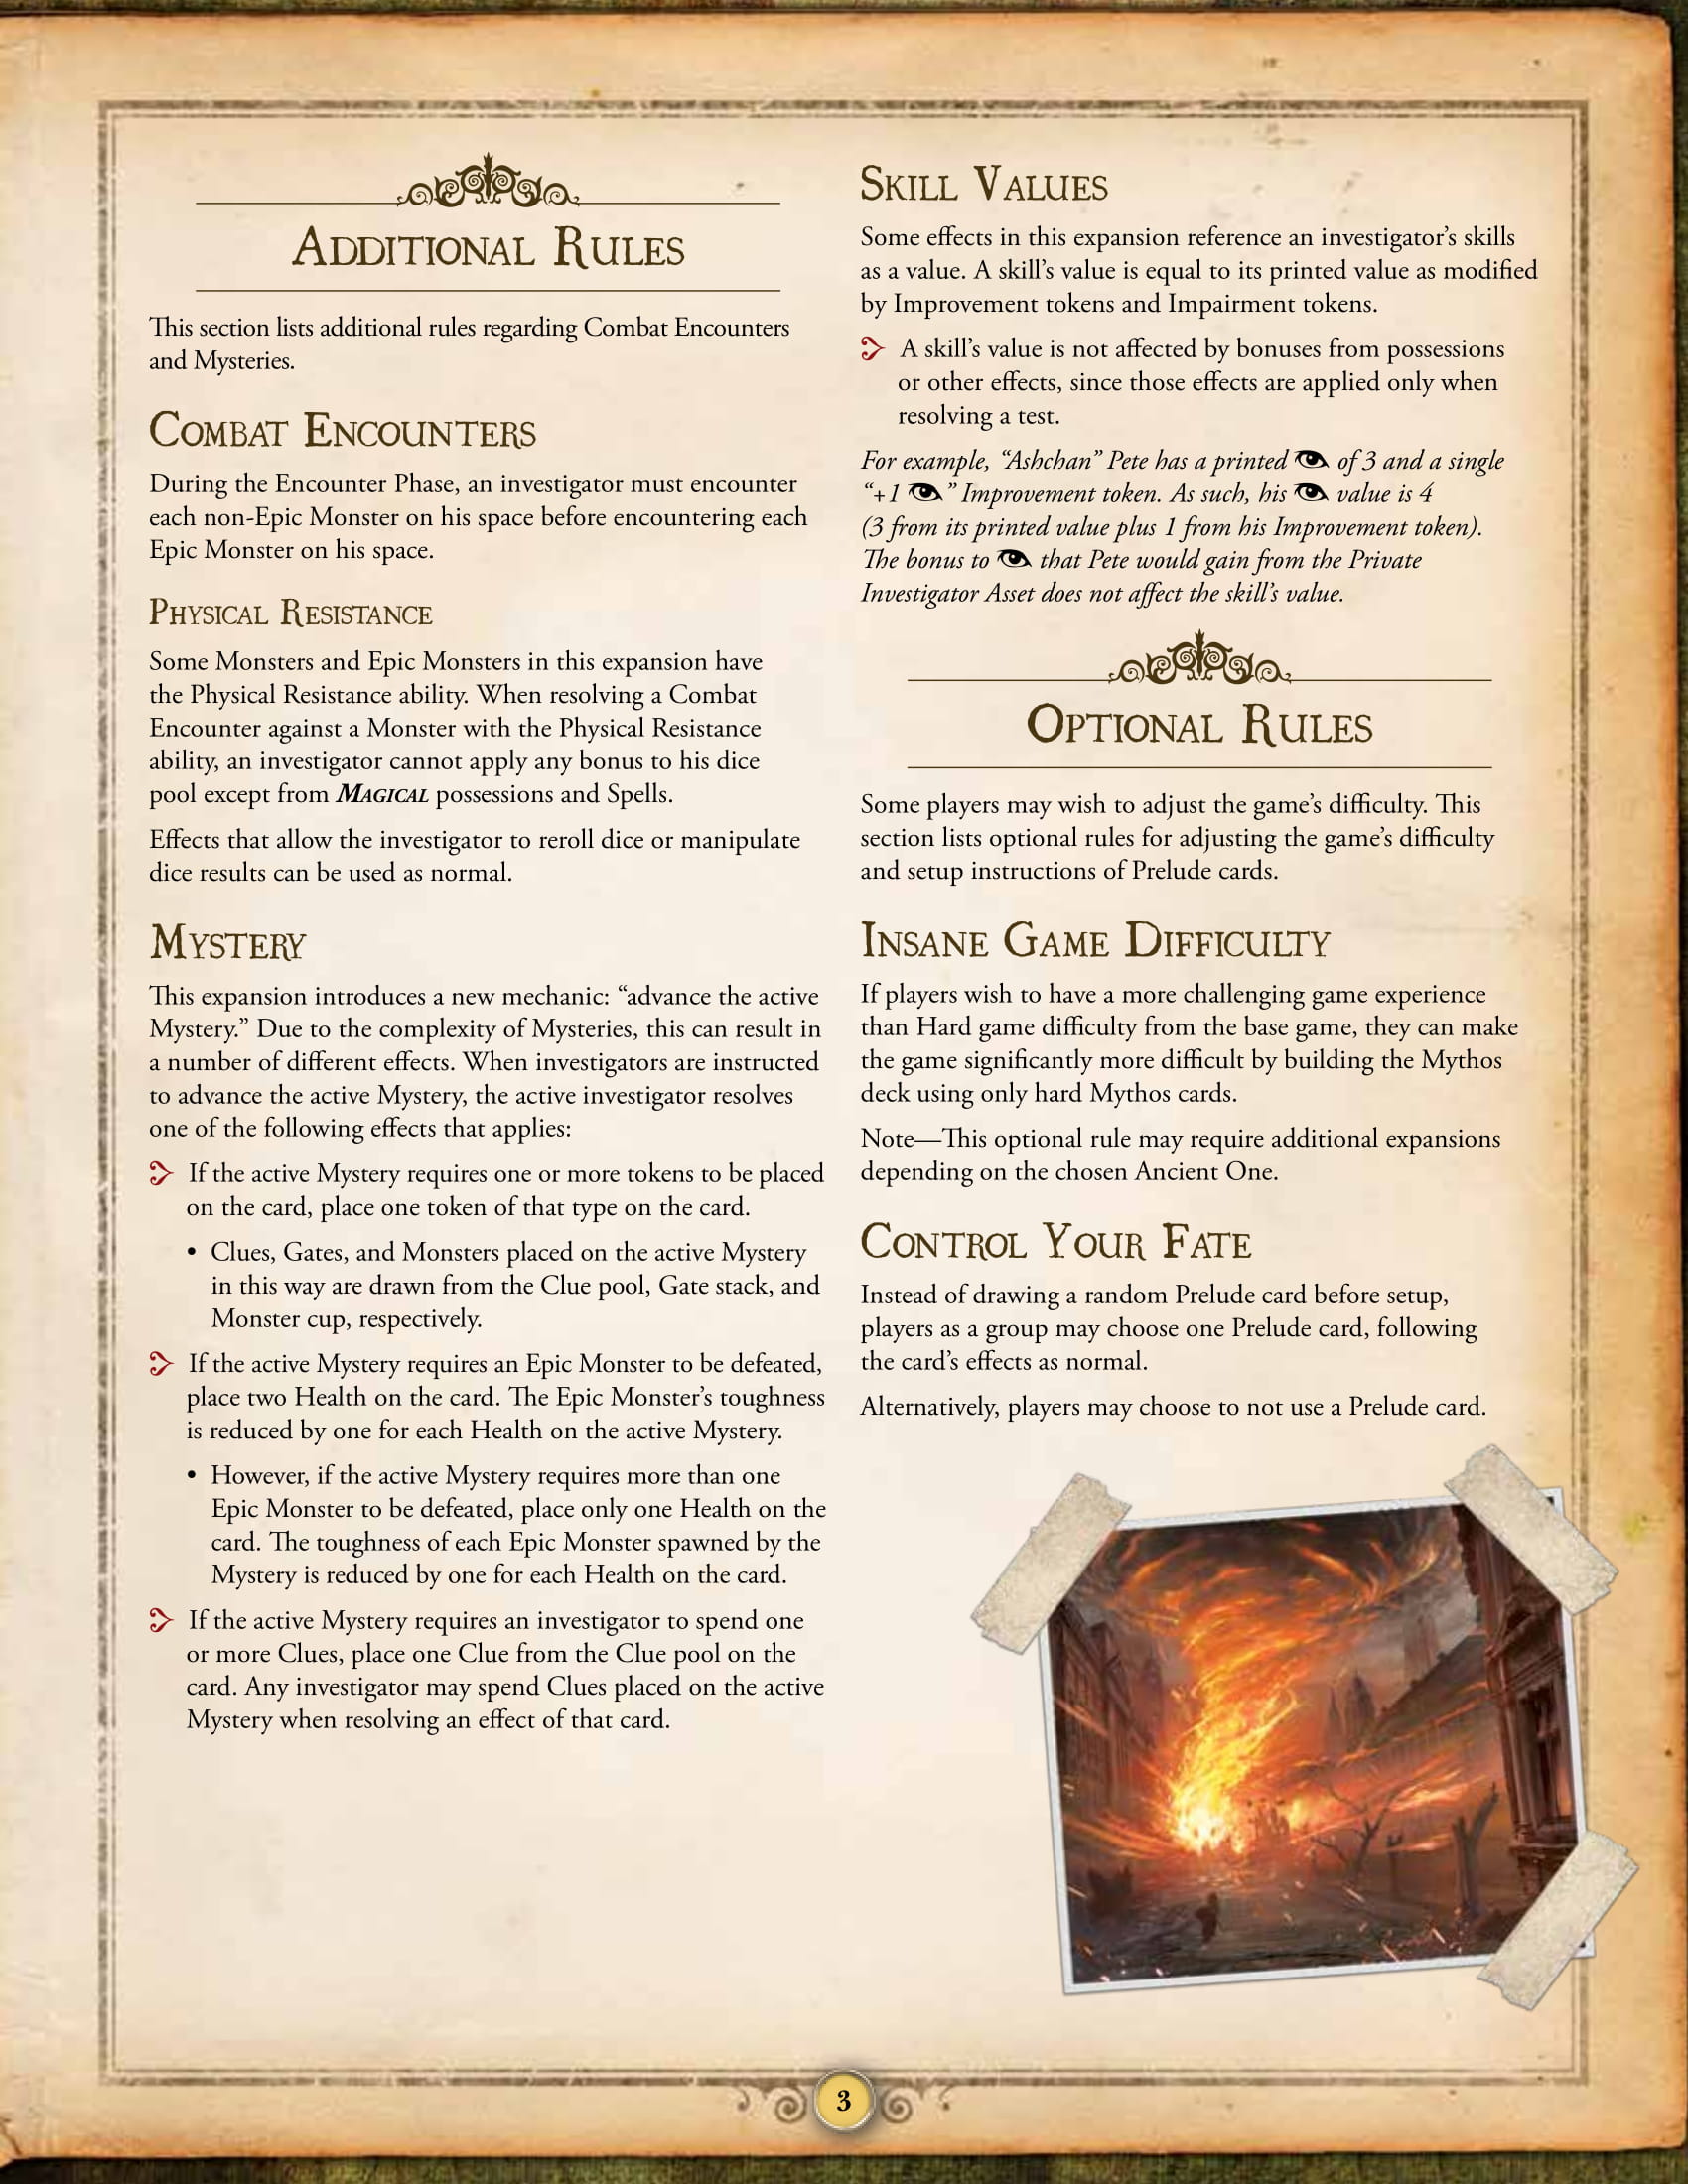 Additional Rules
This section lists additional rules regarding Combat Encounters
and Mysteries.
Combat Encounters
During the Encounter Phase, an investigator must encounter
each non-Epic Monster on his space before encountering each
Epic Monster on his space.
Physical Resistance
Some Monsters and Epic Monsters in this expansion have
the Physical Resistance ability. When resolving a Combat
Encounter against a Monster with the Physical Resistance
ability, an investigator cannot apply any bonus to his dice
pool except from Magical possessions and Spells.
Effects that allow the investigator to reroll dice or manipulate
dice results can be used as normal.
Mystery
This expansion introduces a new mechanic: “advance the active
Mystery.” Due to the complexity of Mysteries, this can result in
a number of different effects. When investigators are instructed
to advance the active Mystery, the active investigator resolves
one of the following effects that applies:
If the active Mystery requires one or more tokens to be placed
on the card, place one token of that type on the card.
• Clues, Gates, and Monsters placed on the active Mystery
in this way are drawn from the Clue pool, Gate stack, and
Monster cup, respectively.
If the active Mystery requires an Epic Monster to be defeated,
place two Health on the card. The Epic Monster’s toughness
is reduced by one for each Health on the active Mystery.
• However, if the active Mystery requires more than one
Epic Monster to be defeated, place only one Health on the
card. The toughness of each Epic Monster spawned by the
Mystery is reduced by one for each Health on the card.
If the active Mystery requires an investigator to spend one
or more Clues, place one Clue from the Clue pool on the
card. Any investigator may spend Clues placed on the active
Mystery when resolving an effect of that card.
Skill Values
Some effects in this expansion reference an investigator’s skills
as a value. A skill’s value is equal to its printed value as modified
by Improvement tokens and Impairment tokens.
A skill’s value is not affected by bonuses from possessions
or other effects, since those effects are applied only when
resolving a test.
For example, “Ashchan” Pete has a printed of 3 and a single
“+1 ” Improvement token. As such, his value is 4
(3 from its printed value plus 1 from his Improvement token).
The bonus to that Pete would gain from the Private
Investigator Asset does not affect the skill’s value.
Optional Rules
Some players may wish to adjust the game’s difficulty. This
section lists optional rules for adjusting the game’s difficulty
and setup instructions of Prelude cards.
Insane Game Difficulty
If players wish to have a more challenging game experience
than Hard game difficulty from the base game, they can make
the game significantly more difficult by building the Mythos
deck using only hard Mythos cards.
Note—This optional rule may require additional expansions
depending on the chosen Ancient One.
Control Your Fate
Instead of drawing a random Prelude card before setup,
players as a group may choose one Prelude card, following
the card’s effects as normal.
Alternatively, players may choose to not use a Prelude card.
3